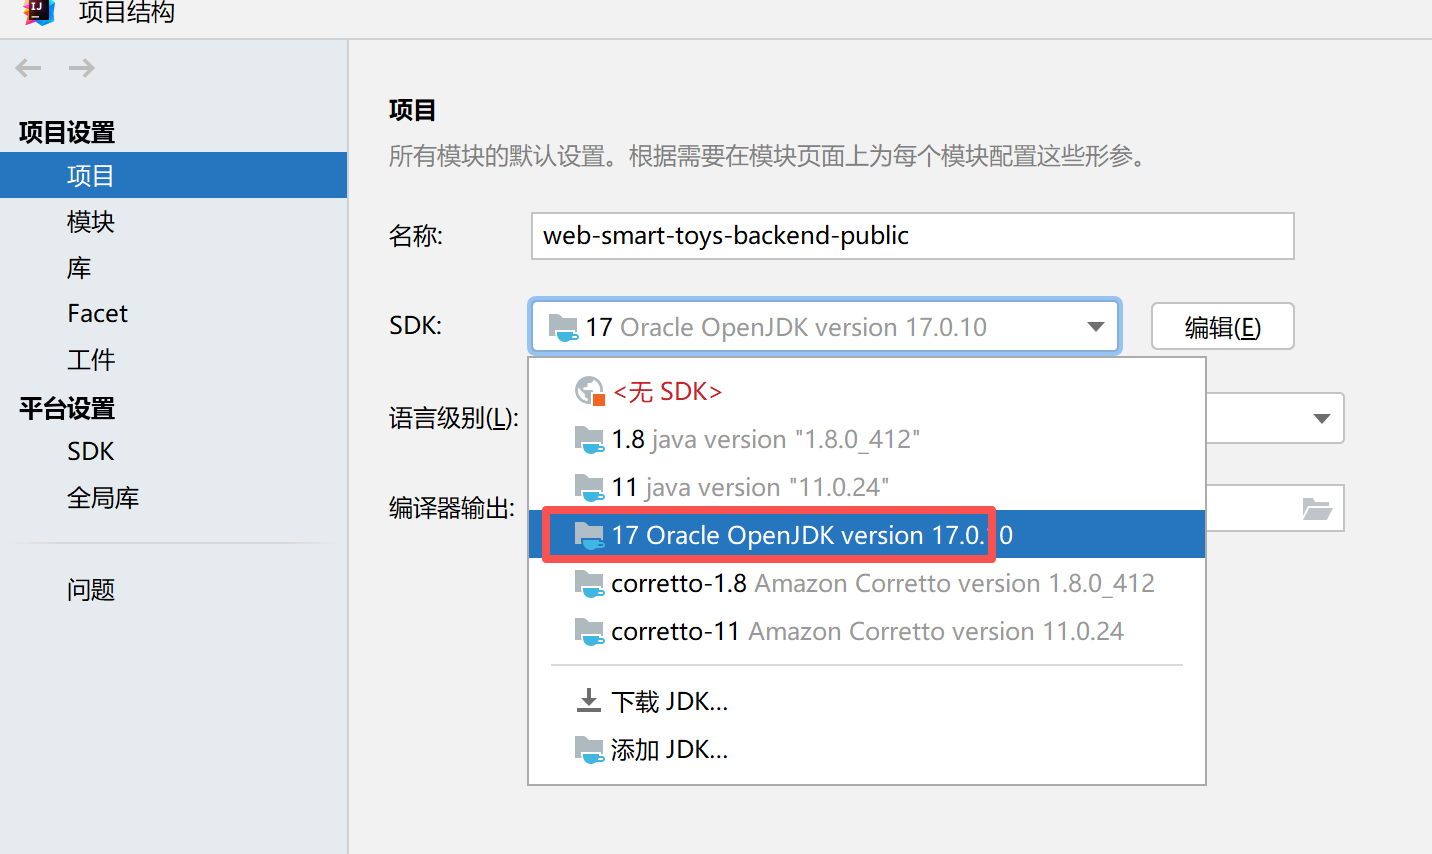 IJ
项目结构
项目设置
项目
模块
库
Facet
工件
平台设置
SDK
全局库
问题
项目
所有模块的默认设置。根据需要在模块页面上为每个模块配置这些形参。
名称: web-smart-toys-backend-public
SDK: 17 Oracle OpenJDK version 17.0.10 编辑(E)
<无 SDK>
语言级别(L):
1.8 java version "1.8.0_412"
11 java version "11.0.24"
编译器输出:
17 Oracle OpenJDK version 17.0.10
corretto-1.8 Amazon Corretto version 1.8.0_412
corretto-11 Amazon Corretto version 11.0.24
下载 JDK...
添加 JDK...